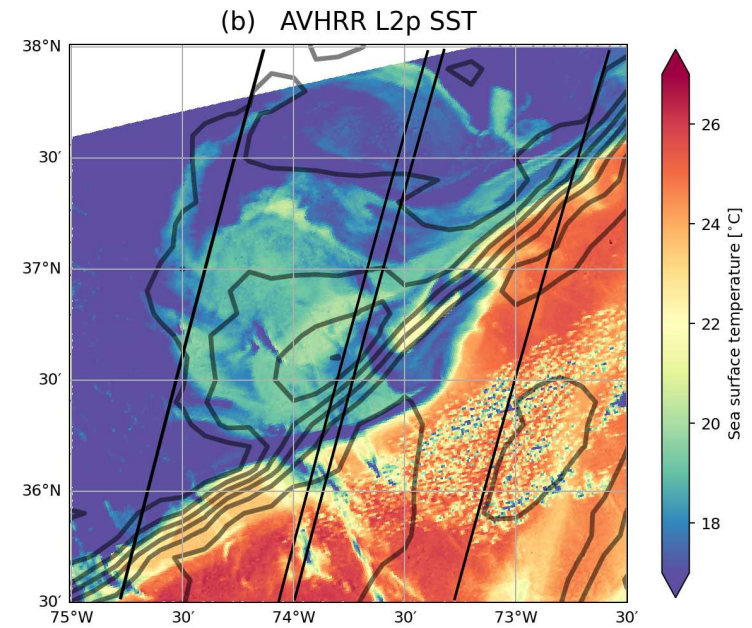 (b) AVHRR L2p SST
38°N
30′
37°N
30′
36°N
30′
75°W 30′ 74°W 30′ 73°W 30′
26
24
22
20
18
Sea surface temperature [°C]